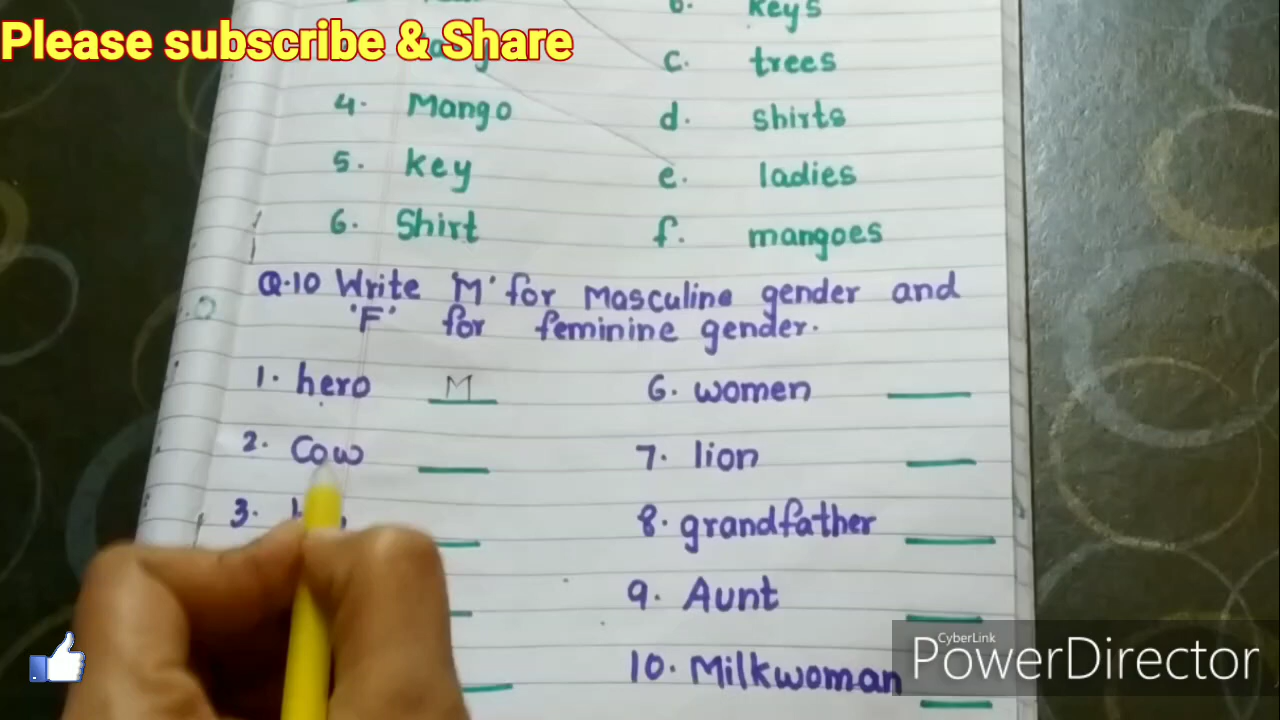 Please subscribe & Share
b. keys
c. trees
4. Mango d. shirts
5. key e. ladies
6. Shirt f. mangoes
Q.10 Write 'M' for Masculine gender and
'F' for feminine gender.
1. hero M 6. women
2. Cow 7. lion
3. 8. grandfather
9. Aunt
10. Milkwoman
CyberLink
PowerDirector